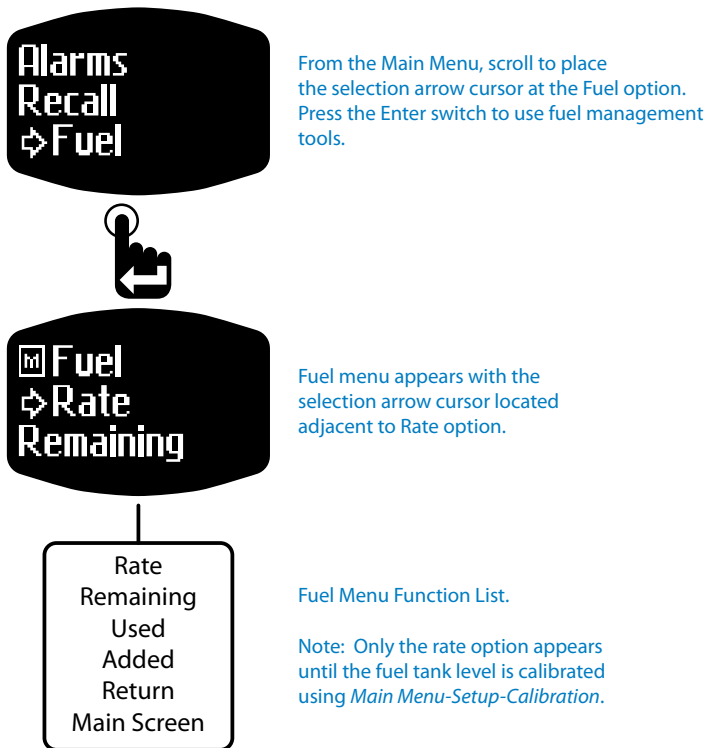 Alarms
Recall
Fuel
From the Main Menu, scroll to place
the selection arrow cursor at the Fuel option.
Press the Enter switch to use fuel management
tools.
M Fuel
Rate
Remaining
Fuel menu appears with the
selection arrow cursor located
adjacent to Rate option.
Rate
Remaining
Used
Added
Return
Main Screen
Fuel Menu Function List.
Note: Only the rate option appears
until the fuel tank level is calibrated
using Main Menu-Setup-Calibration.